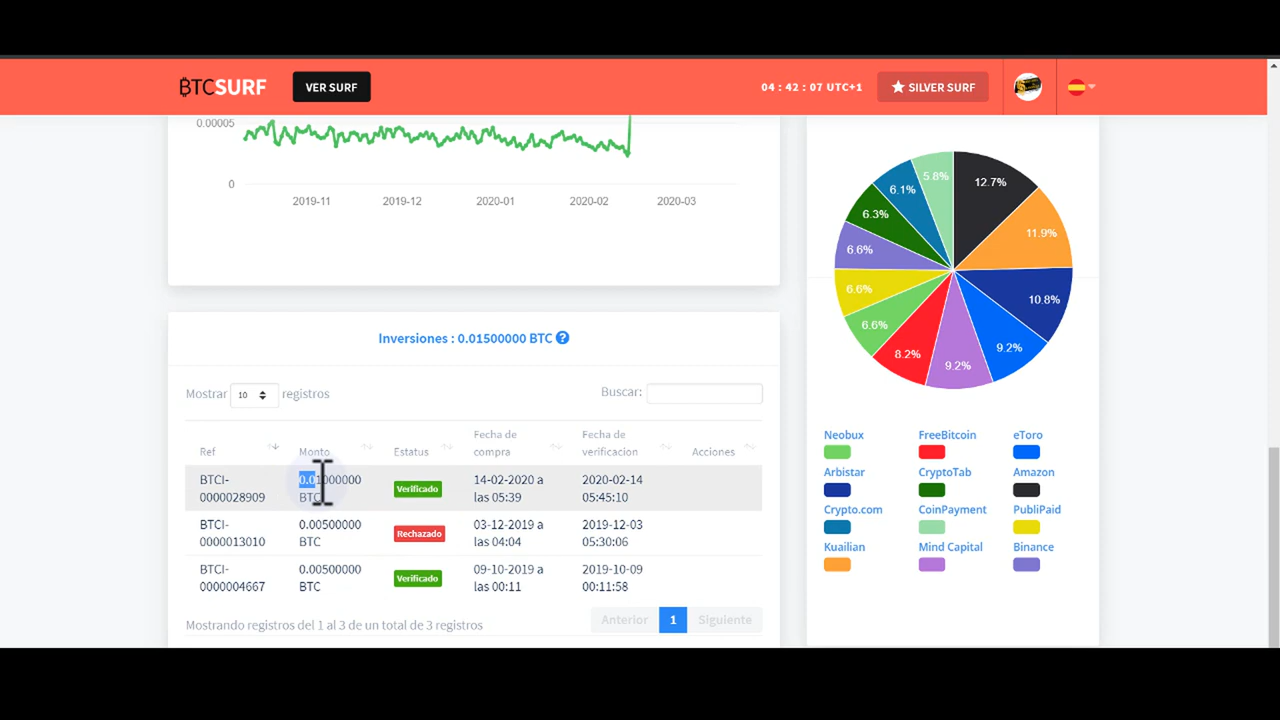 BTCSURF
VER SURF
04 : 42 : 07 UTC+1
SILVER SURF
0.00005
0
2019-11
2019-12
2020-01
2020-02
2020-03
Inversiones : 0.01500000 BTC
Mostrar 10 registros
Buscar:
Ref
Monto
Estatus
Fecha de
compra
Fecha de
verificacion
Acciones
BTCI-
0000028909
0.01000000
BTC
Verificado
14-02-2020 a
las 05:39
2020-02-14
05:45:10
BTCI-
0000013010
0.00500000
BTC
Rechazado
03-12-2019 a
las 04:04
2019-12-03
05:30:06
BTCI-
0000004667
0.00500000
BTC
Verificado
09-10-2019 a
las 00:11
2019-10-09
00:11:58
Mostrando registros del 1 al 3 de un total de 3 registros
Anterior
1
Siguiente
12.7%
11.9%
10.8%
9.2%
9.2%
8.2%
6.6%
6.6%
6.6%
6.3%
6.1%
5.8%
Neobux
FreeBitcoin
eToro
Arbistar
CryptoTab
Amazon
Crypto.com
CoinPayment
PubliPaid
Kuailian
Mind Capital
Binance